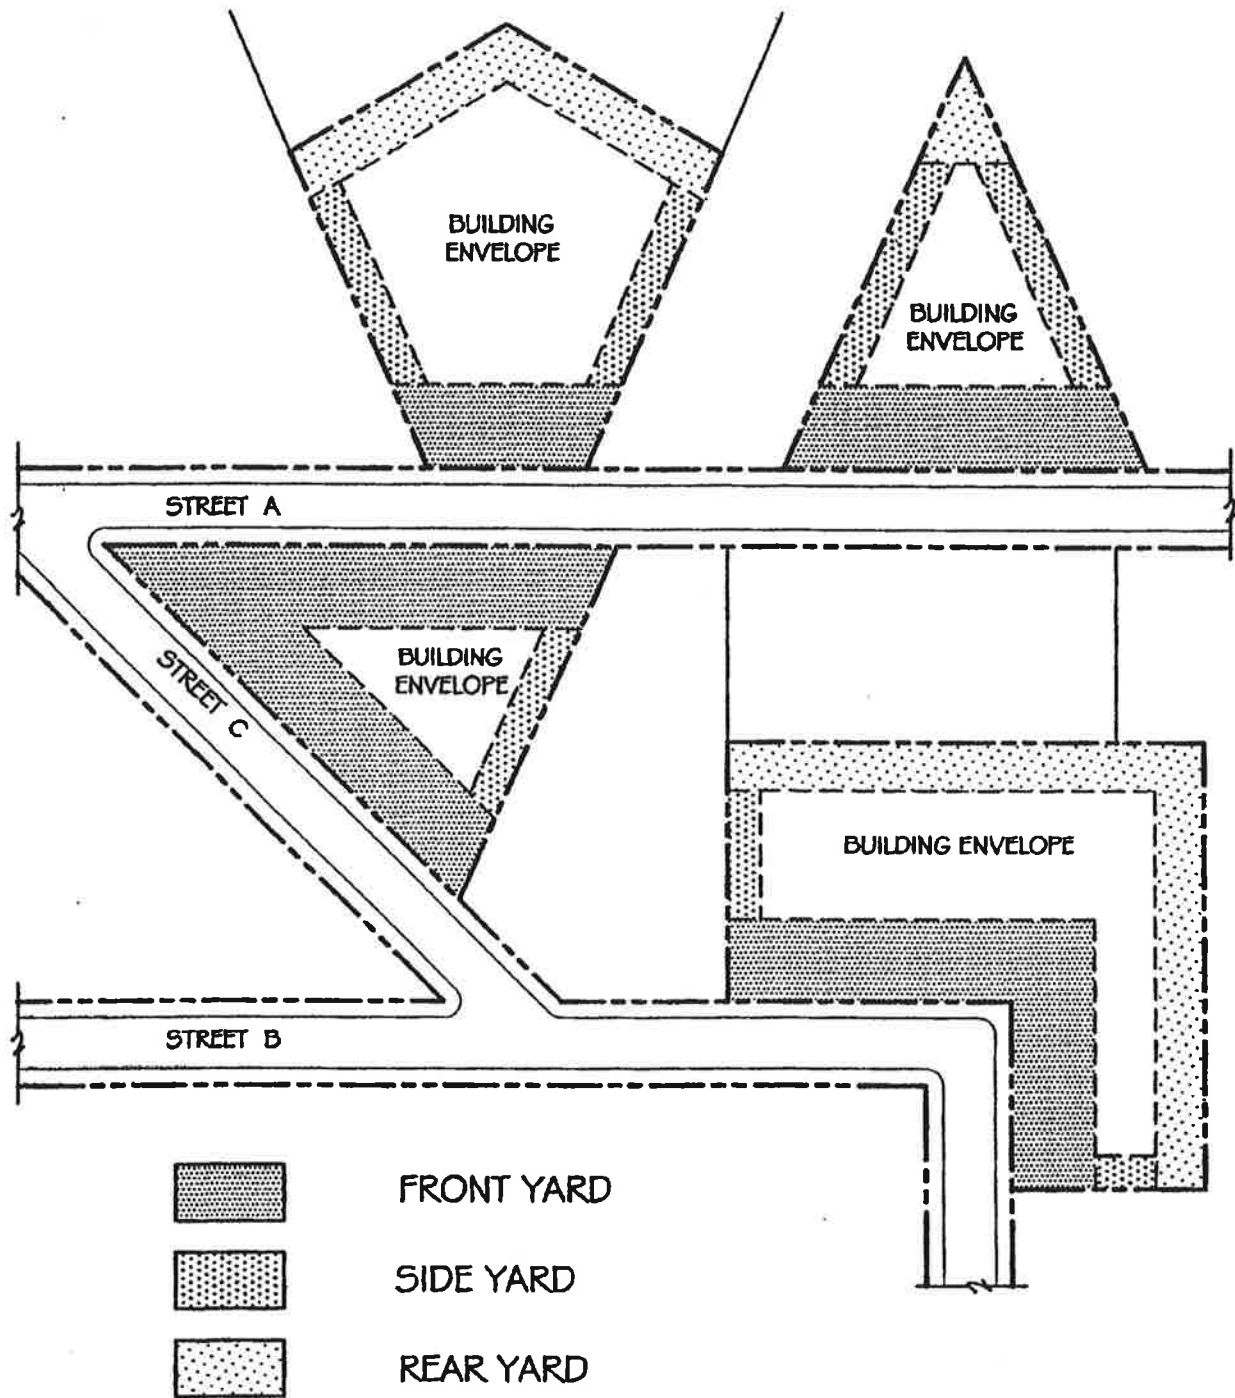 BUILDING
ENVELOPE
BUILDING
ENVELOPE
STREET A
BUILDING
ENVELOPE
STREET C
BUILDING ENVELOPE
STREET B
FRONT YARD
SIDE YARD
REAR YARD